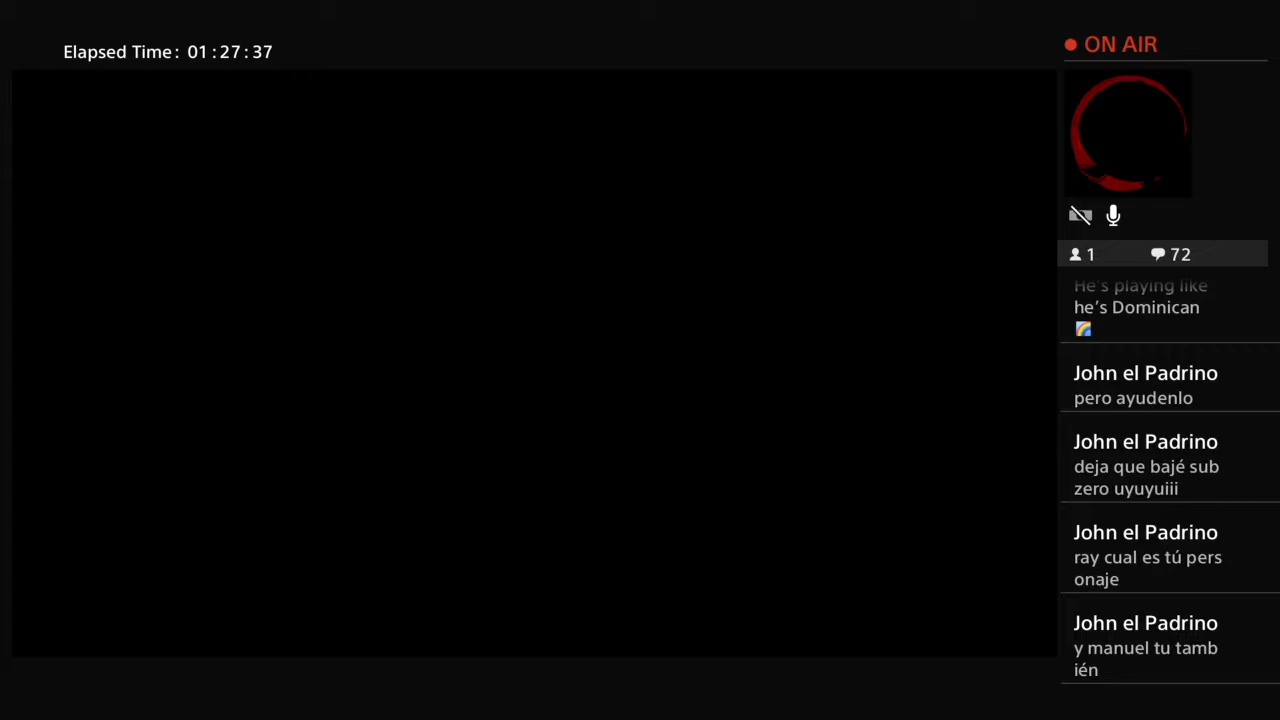 Elapsed Time: 01:27:37
ON AIR
1 72
He's playing like
he's Dominican
🌈
John el Padrino
pero ayudenlo
John el Padrino
deja que bajé sub
zero uyuyuiii
John el Padrino
ray cual es tú pers
onaje
John el Padrino
y manuel tu tamb
ién